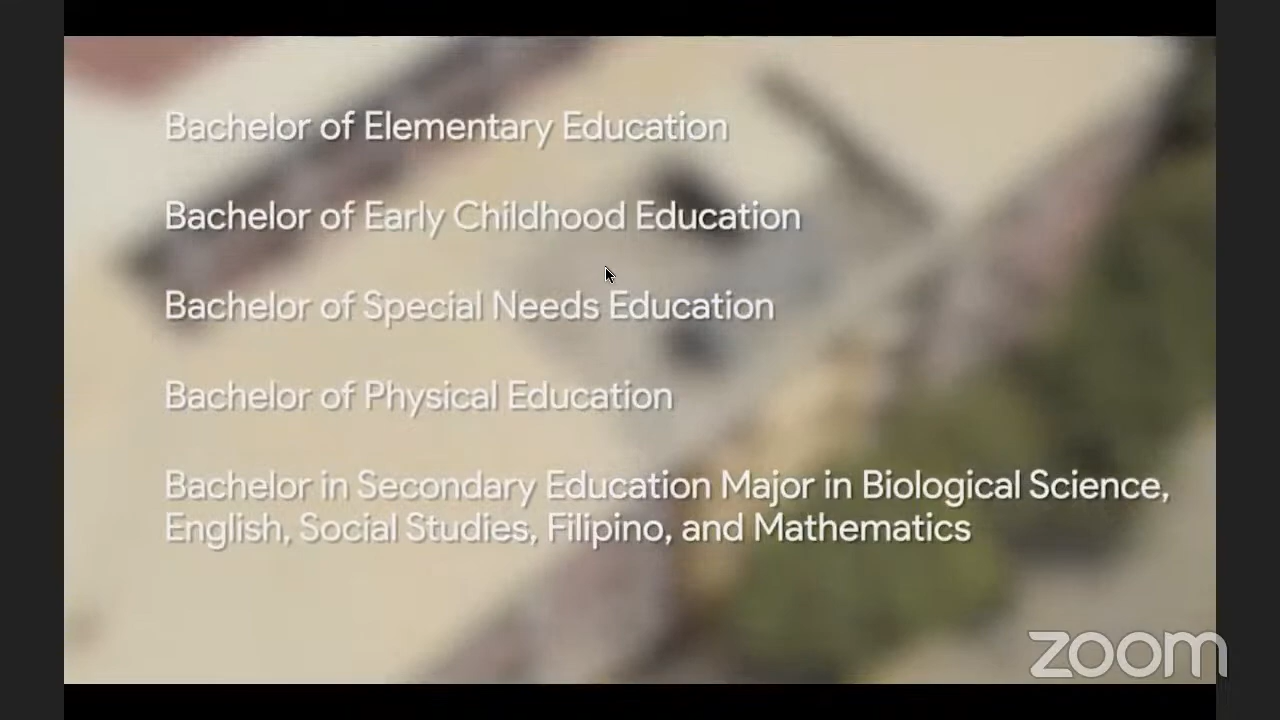 Bachelor of Elementary Education
Bachelor of Early Childhood Education
Bachelor of Special Needs Education
Bachelor of Physical Education
Bachelor in Secondary Education Major in Biological Science,
English, Social Studies, Filipino, and Mathematics
zoom